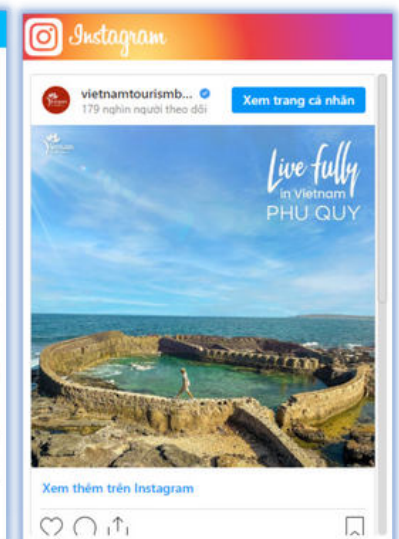 Instagram
vietnamtourismb...
179 nghìn người theo dõi
Xem trang cá nhân
Vietnam
Live fully
in Vietnam
PHU QUY
Xem thêm trên Instagram